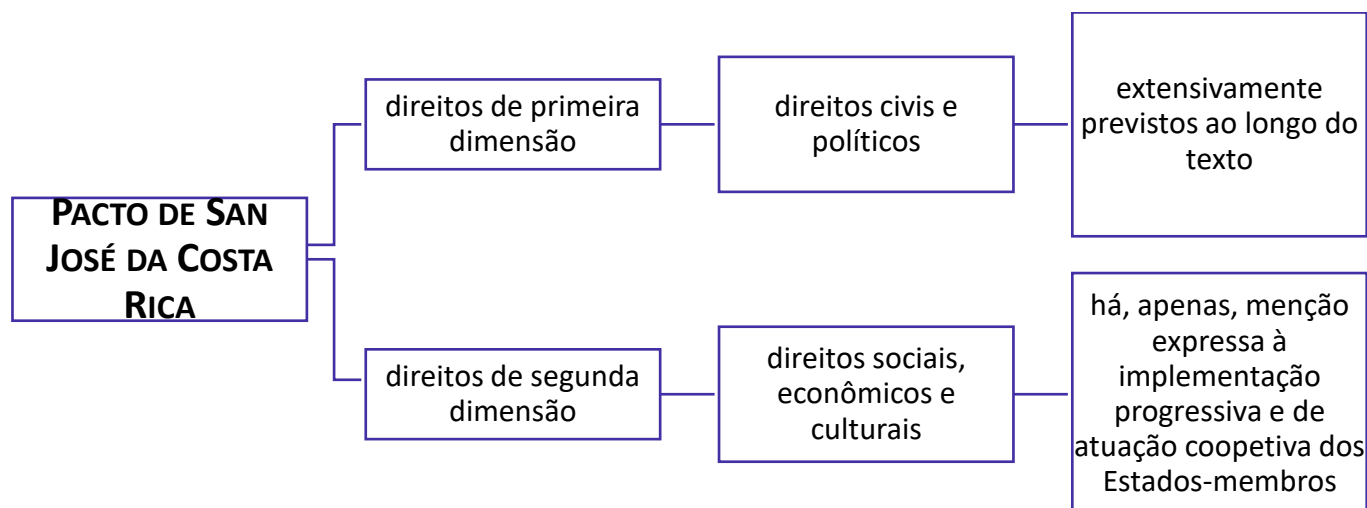 PACTO DE SAN
JOSÉ DA COSTA
RICA
direitos de primeira
dimensão
direitos civis e
políticos
extensivamente
previstos ao longo do
texto
direitos de segunda
dimensão
direitos sociais,
econômicos e
culturais
há, apenas, menção
expressa à
implementação
progressiva e de
atuação coopetiva dos
Estados-membros